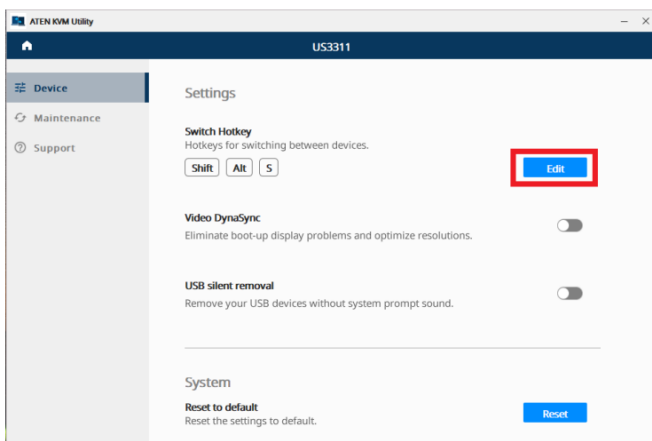 ATEN KVM Utility
US3311
Device
Maintenance
Support
Settings
Switch Hotkey
Hotkeys for switching between devices.
Shift Alt S
Edit
Video DynaSync
Eliminate boot-up display problems and optimize resolutions.
USB silent removal
Remove your USB devices without system prompt sound.
System
Reset to default
Reset the settings to default.
Reset